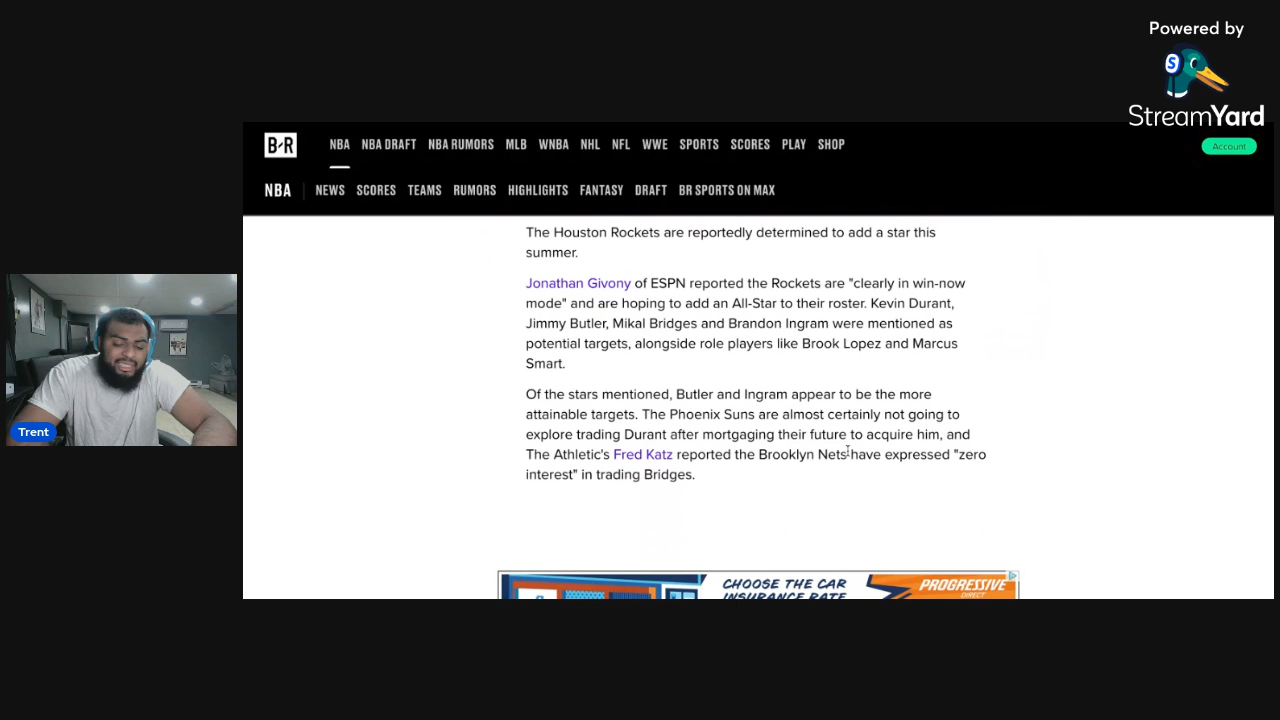 Powered by
S
StreamYard
B/R
NBA NBA DRAFT NBA RUMORS MLB WNBA NHL NFL WWE SPORTS SCORES PLAY SHOP
Account
NBA NEWS SCORES TEAMS RUMORS HIGHLIGHTS FANTASY DRAFT BR SPORTS ON MAX
The Houston Rockets are reportedly determined to add a star this
summer.
Jonathan Givony of ESPN reported the Rockets are "clearly in win-now
mode" and are hoping to add an All-Star to their roster. Kevin Durant,
Jimmy Butler, Mikal Bridges and Brandon Ingram were mentioned as
potential targets, alongside role players like Brook Lopez and Marcus
Smart.
Of the stars mentioned, Butler and Ingram appear to be the more
attainable targets. The Phoenix Suns are almost certainly not going to
explore trading Durant after mortgaging their future to acquire him, and
The Athletic's Fred Katz reported the Brooklyn Nets have expressed "zero
interest" in trading Bridges.
Trent
CHOOSE THE CAR
INSURANCE RATE
PROGRESSIVE
DIRECT